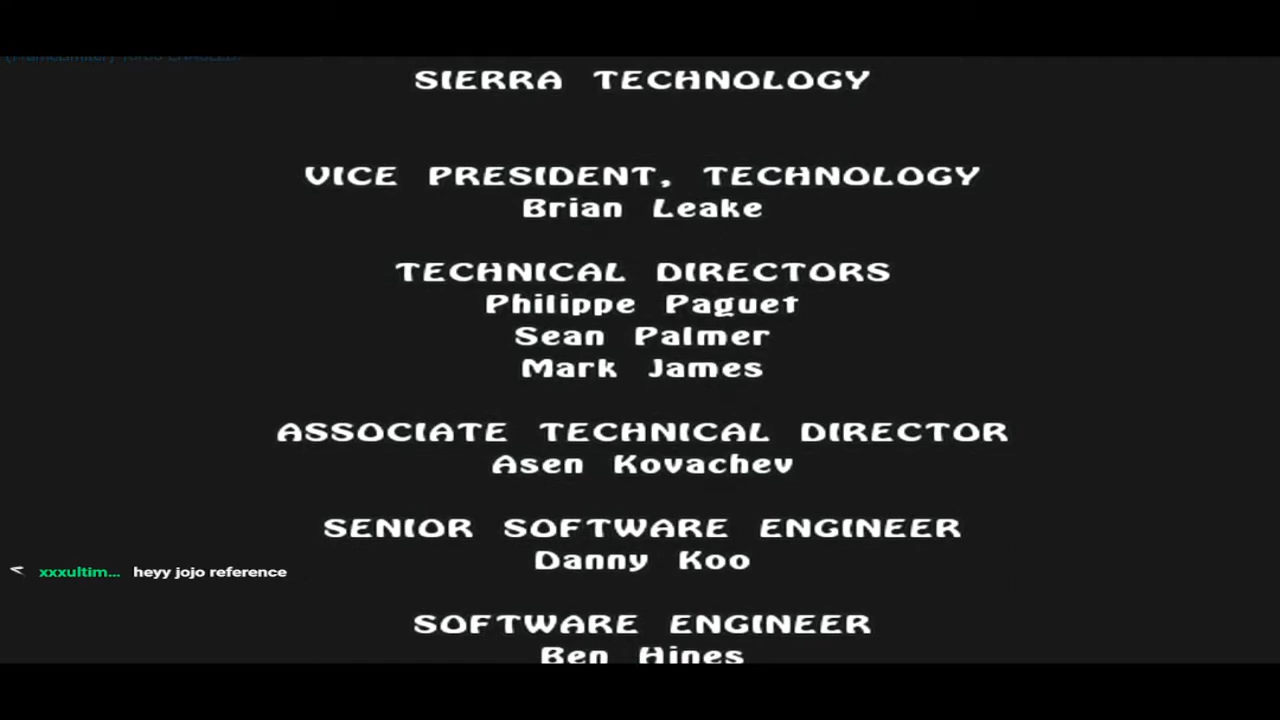 SIERRA TECHNOLOGY
VICE PRESIDENT, TECHNOLOGY
Brian Leake
TECHNICAL DIRECTORS
Philippe Paguet
Sean Palmer
Mark James
ASSOCIATE TECHNICAL DIRECTOR
Asen Kovachev
SENIOR SOFTWARE ENGINEER
Danny Koo
xxxultim... heyy jojo reference
SOFTWARE ENGINEER
Ben Hines